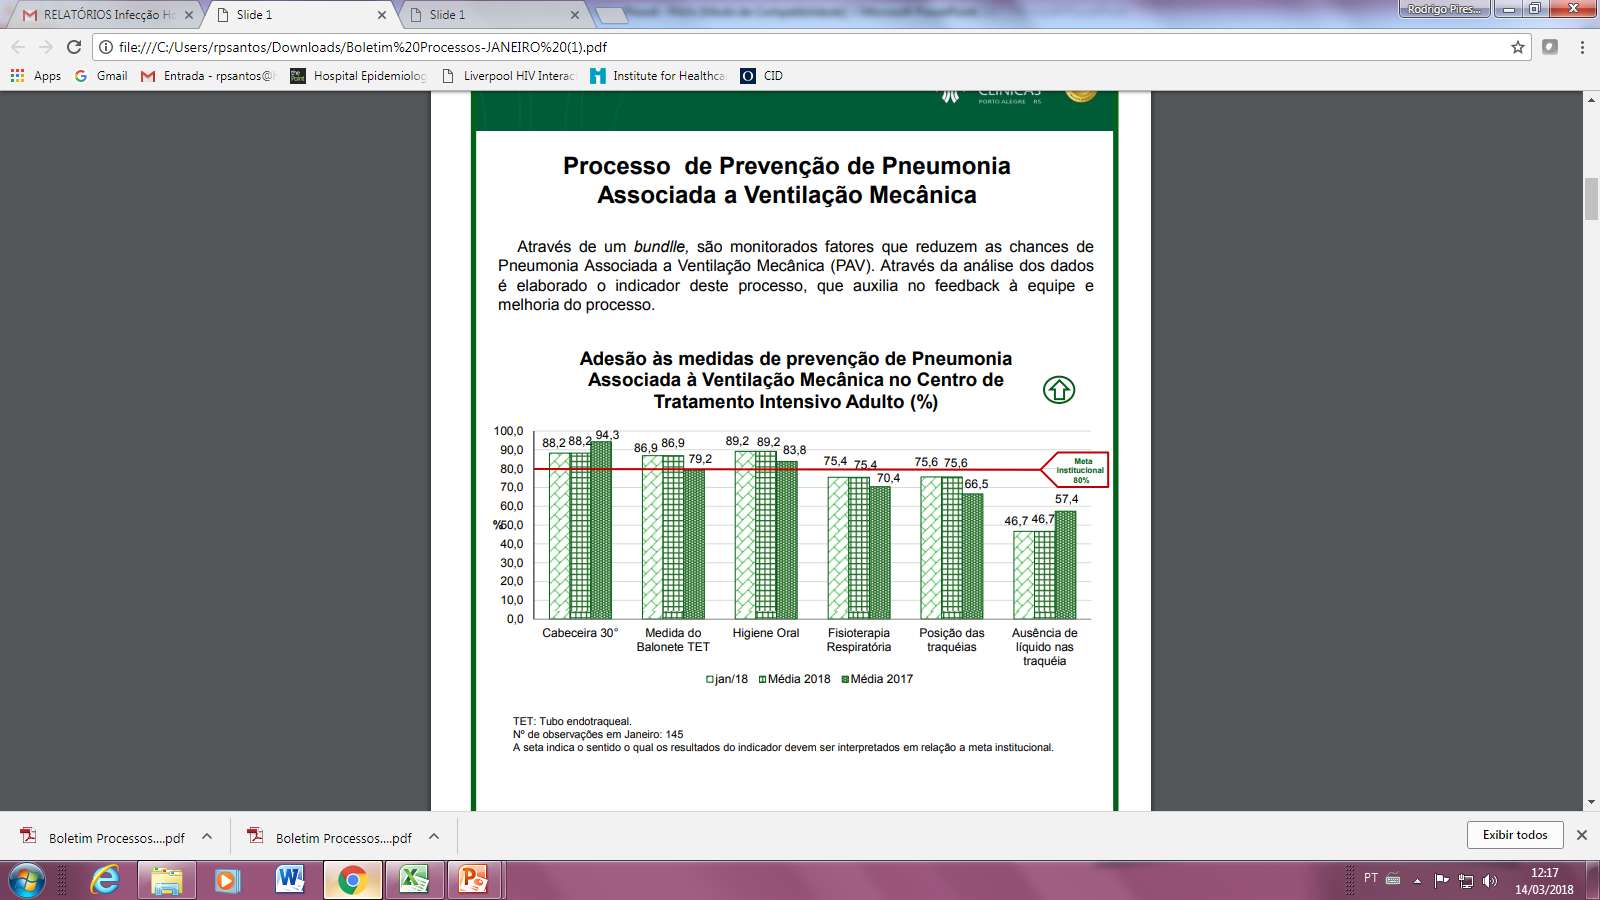 RELATÓRIOS Infecção Ho
Slide 1
Slide 1
Rodrigo Pires...
file:///C:/Users/rpsantos/Downloads/Boletim%20Processos-JANEIRO%20(1).pdf
Apps
Gmail
Entrada - rpsantos@
Hospital Epidemiolog
Liverpool HIV Interac
Institute for Healthca
CID
CLÍNICAS
PORTO ALEGRE RS
Processo de Prevenção de Pneumonia
Associada a Ventilação Mecânica
Através de um bundlle, são monitorados fatores que reduzem as chances de
Pneumonia Associada a Ventilação Mecânica (PAV). Através da análise dos dados
é elaborado o indicador deste processo, que auxilia no feedback à equipe e
melhoria do processo.
Adesão às medidas de prevenção de Pneumonia
Associada à Ventilação Mecânica no Centro de
Tratamento Intensivo Adulto (%)
100,0
90,0
80,0
70,0
60,0
50,0
40,0
30,0
20,0
10,0
0,0
%
88,2 88,2 94,3
86,9 86,9 79,2
89,2 89,2 83,8
75,4 75,4 70,4
75,6 75,6 66,5
46,7 46,7 57,4
Meta
institucional
80%
Cabeceira 30°
Medida do
Balonete TET
Higiene Oral
Fisioterapia
Respiratória
Posição das
traquéias
Ausência de
líquido nas
traquéia
jan/18 Média 2018 Média 2017
TET: Tubo endotraqueal.
Nº de observações em Janeiro: 145
A seta indica o sentido o qual os resultados do indicador devem ser interpretados em relação a meta institucional.
Boletim Processos....pdf
Boletim Processos....pdf
Exibir todos
PT
12:17
14/03/2018